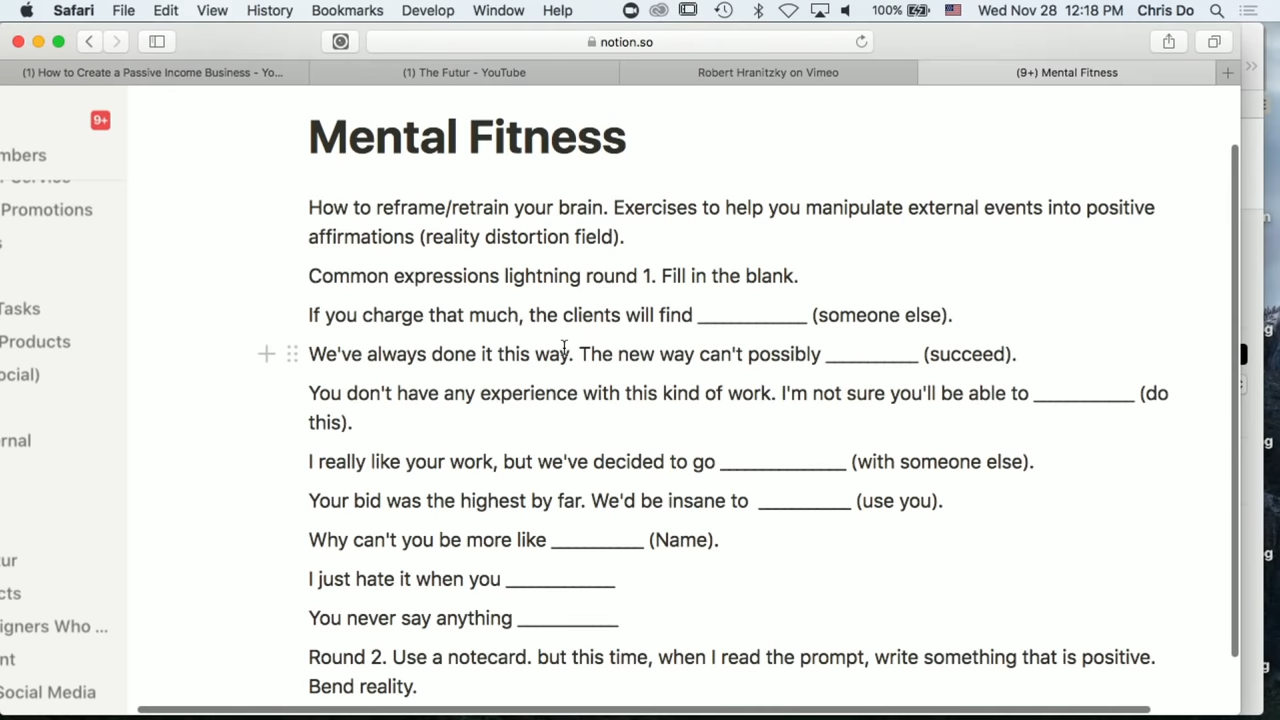 Safari File Edit View History Bookmarks Develop Window Help 100% Wed Nov 28 12:18 PM Chris Do
notion.so
(1) How to Create a Passive Income Business - Yo... (1) The Futur - YouTube Robert Hranitzky on Vimeo (9+) Mental Fitness
9+
mbers
Promotions
Tasks
Products
ocial)
rnal
ur
cts
igners Who ...
nt
Social Media
Mental Fitness
How to reframe/retrain your brain. Exercises to help you manipulate external events into positive
affirmations (reality distortion field).
Common expressions lightning round 1. Fill in the blank.
If you charge that much, the clients will find ____________ (someone else).
We've always done it this way. The new way can't possibly __________ (succeed).
You don't have any experience with this kind of work. I'm not sure you'll be able to ___________ (do
this).
I really like your work, but we've decided to go ______________ (with someone else).
Your bid was the highest by far. We'd be insane to __________ (use you).
Why can't you be more like __________ (Name).
I just hate it when you ____________
You never say anything ___________
Round 2. Use a notecard. but this time, when I read the prompt, write something that is positive.
Bend reality.